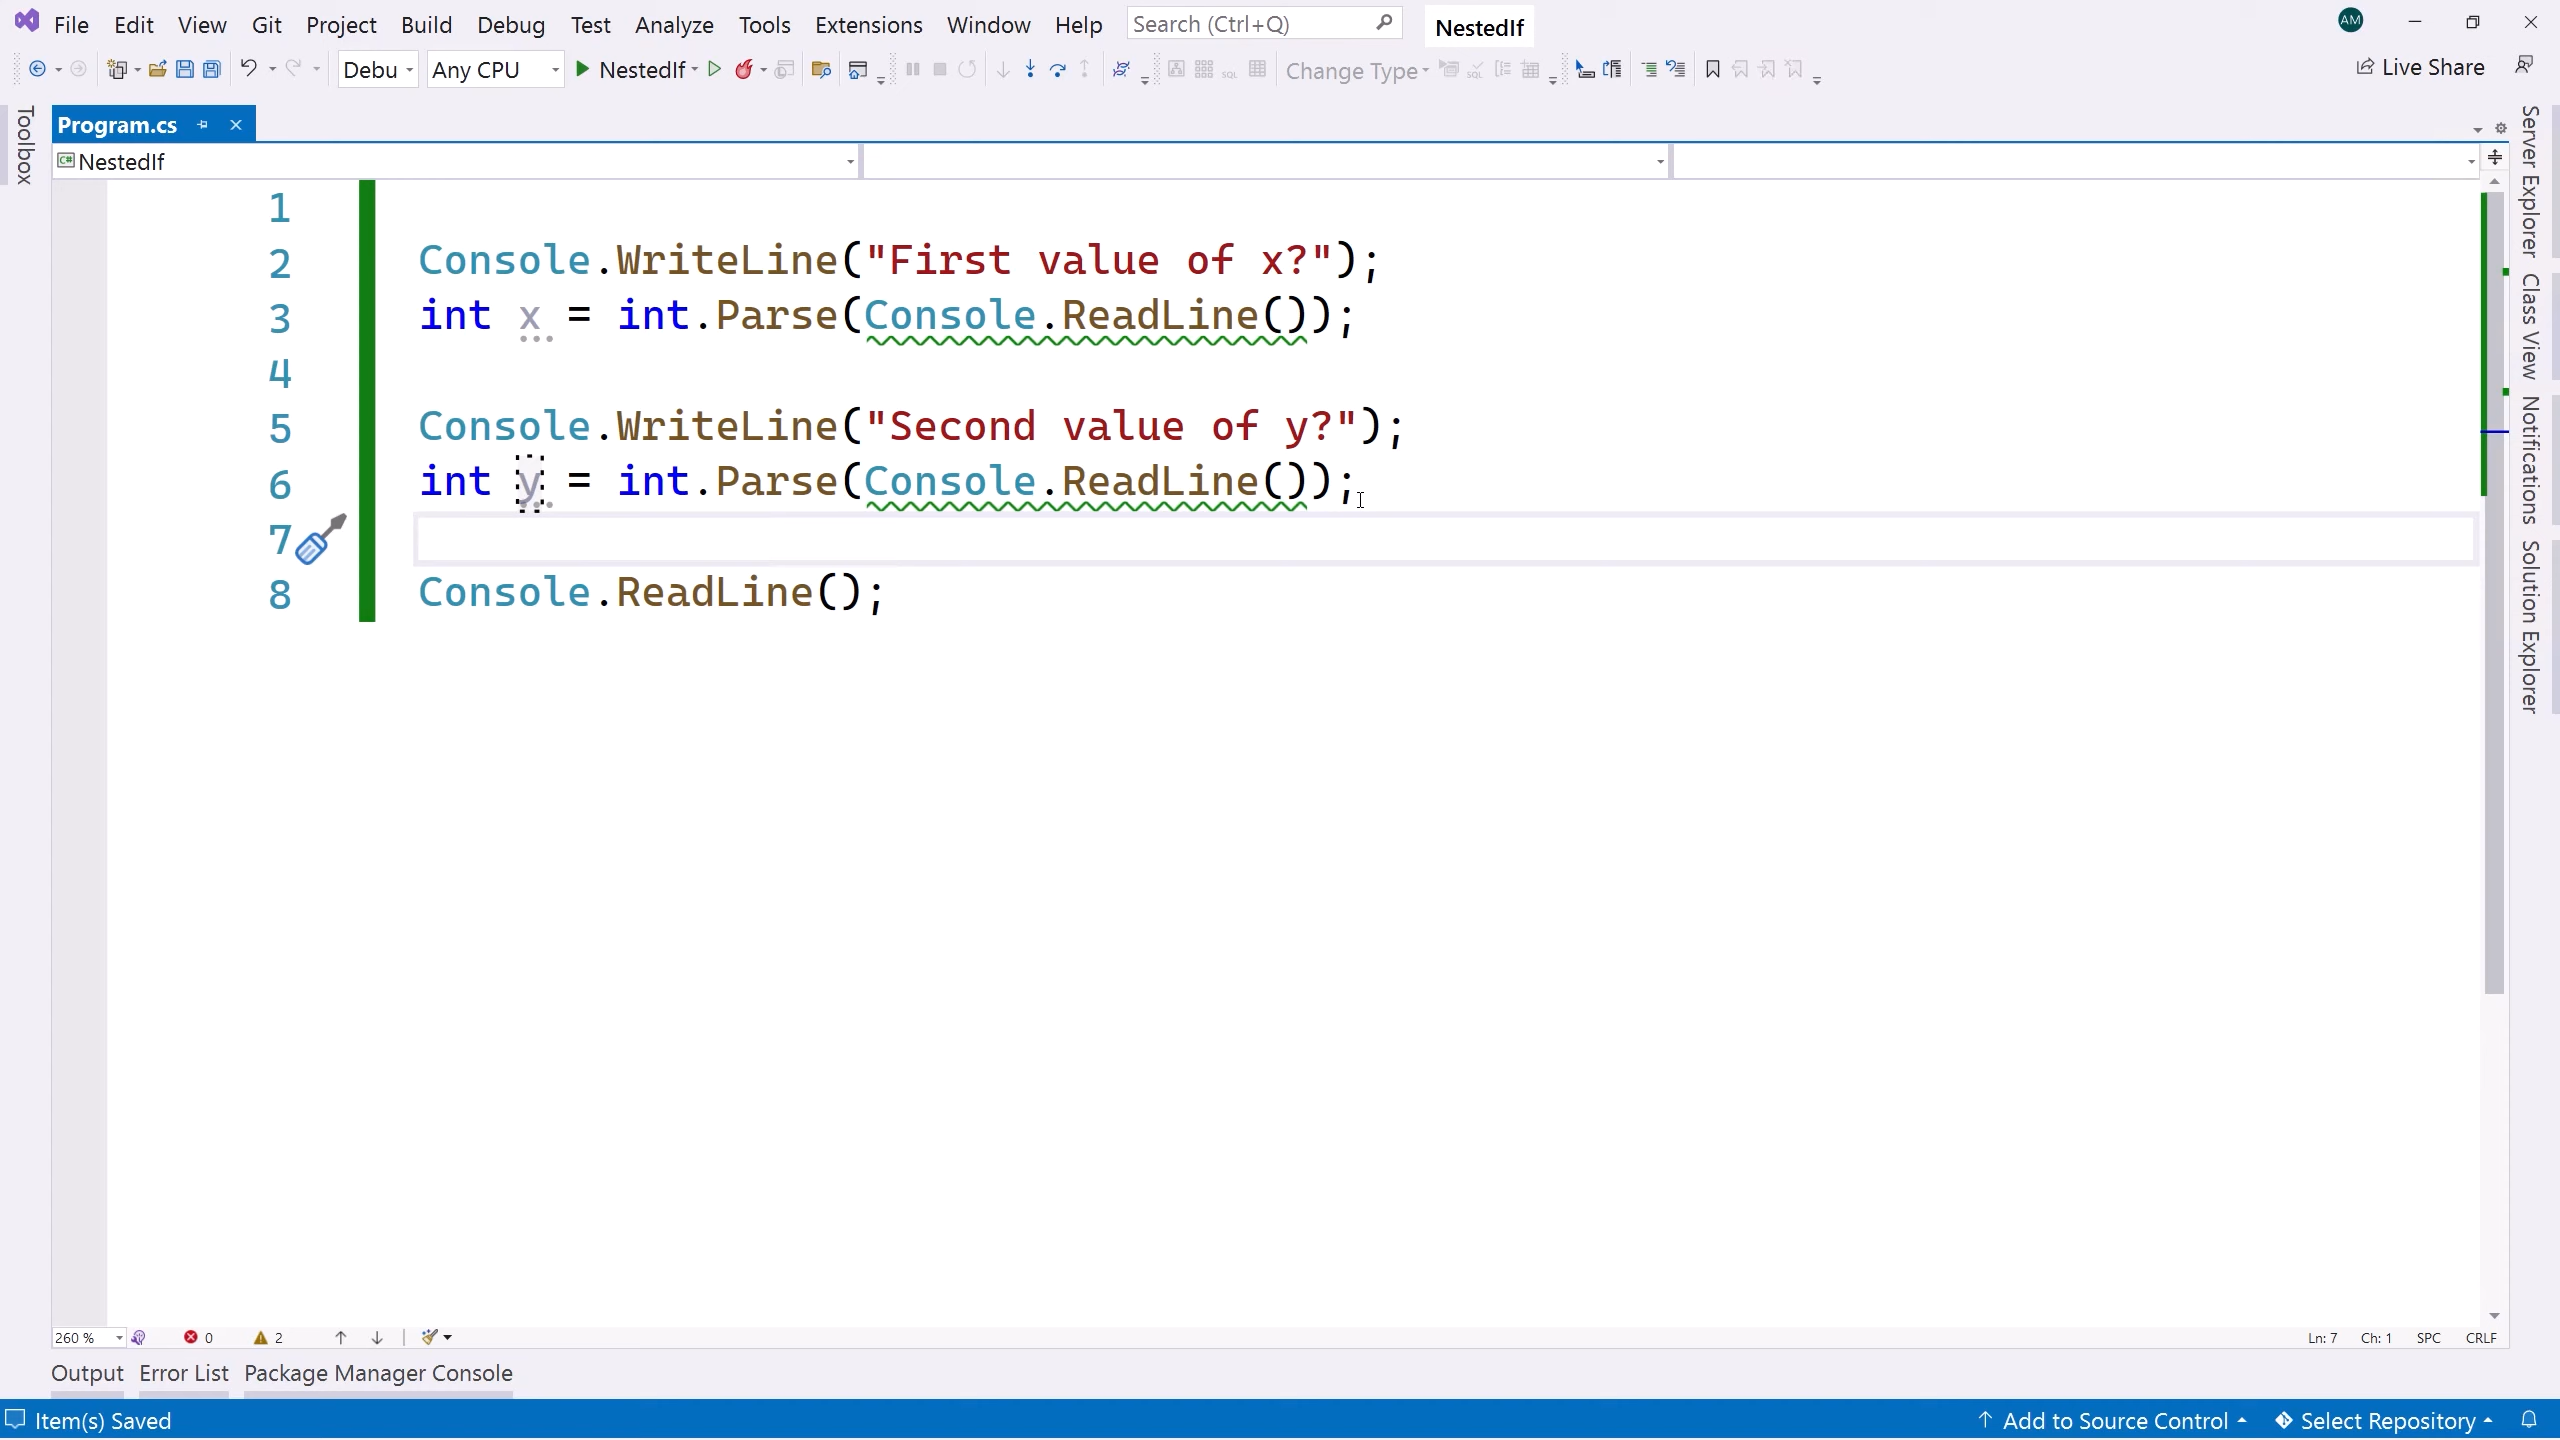 File Edit View Git Project Build Debug Test Analyze Tools Extensions Window Help Search (Ctrl+Q) NestedIf AM
Debu Any CPU NestedIf Change Type Live Share
Toolbox
Program.cs
C# NestedIf
1
2 Console.WriteLine("First value of x?");
3 int x = int.Parse(Console.ReadLine());
4
5 Console.WriteLine("Second value of y?");
6 int y = int.Parse(Console.ReadLine());
7
8 Console.ReadLine();
Server Explorer
Class View
Notifications
Solution Explorer
260 % 0 2 Ln: 7 Ch: 1 SPC CRLF
Output Error List Package Manager Console
Item(s) Saved Add to Source Control Select Repository